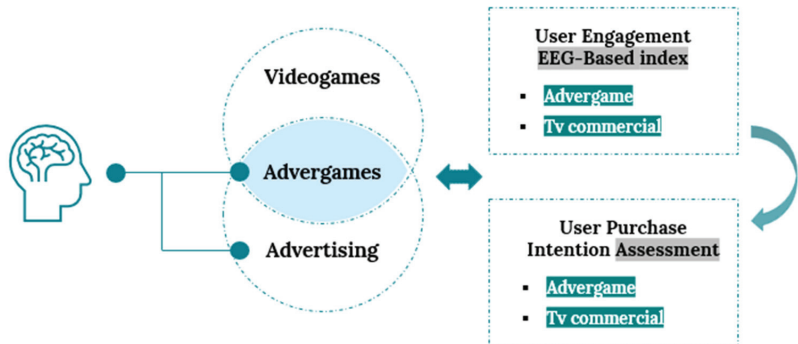 Videogames
Advergames
Advertising
User Engagement
EEG-Based index
▪ Advergame
▪ Tv commercial
User Purchase
Intention Assessment
▪ Advergame
▪ Tv commercial